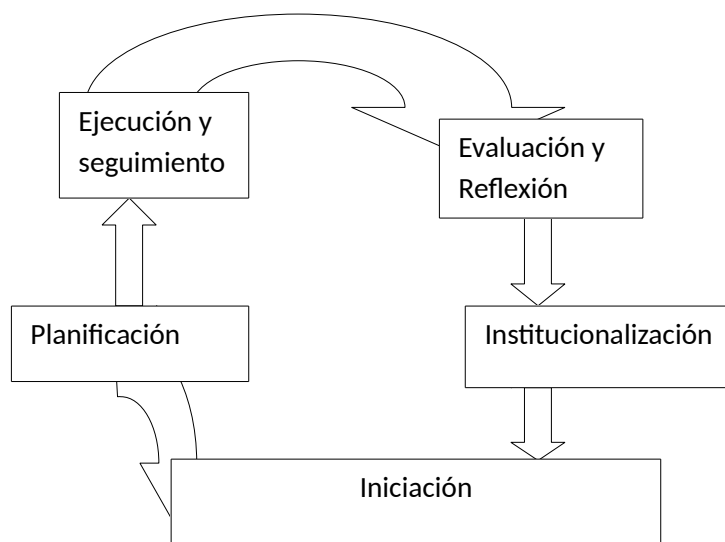 Ejecución y
seguimiento
Evaluación y
Reflexión
Planificación
Institucionalización
Iniciación